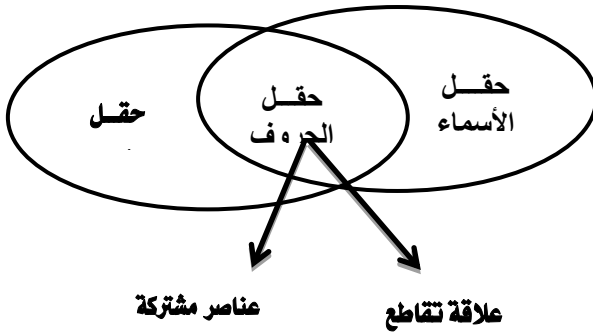 حقــل
الأسماء
حقــل
الحروف
حقــل
علاقة تقاطع
عناصر مشتركة